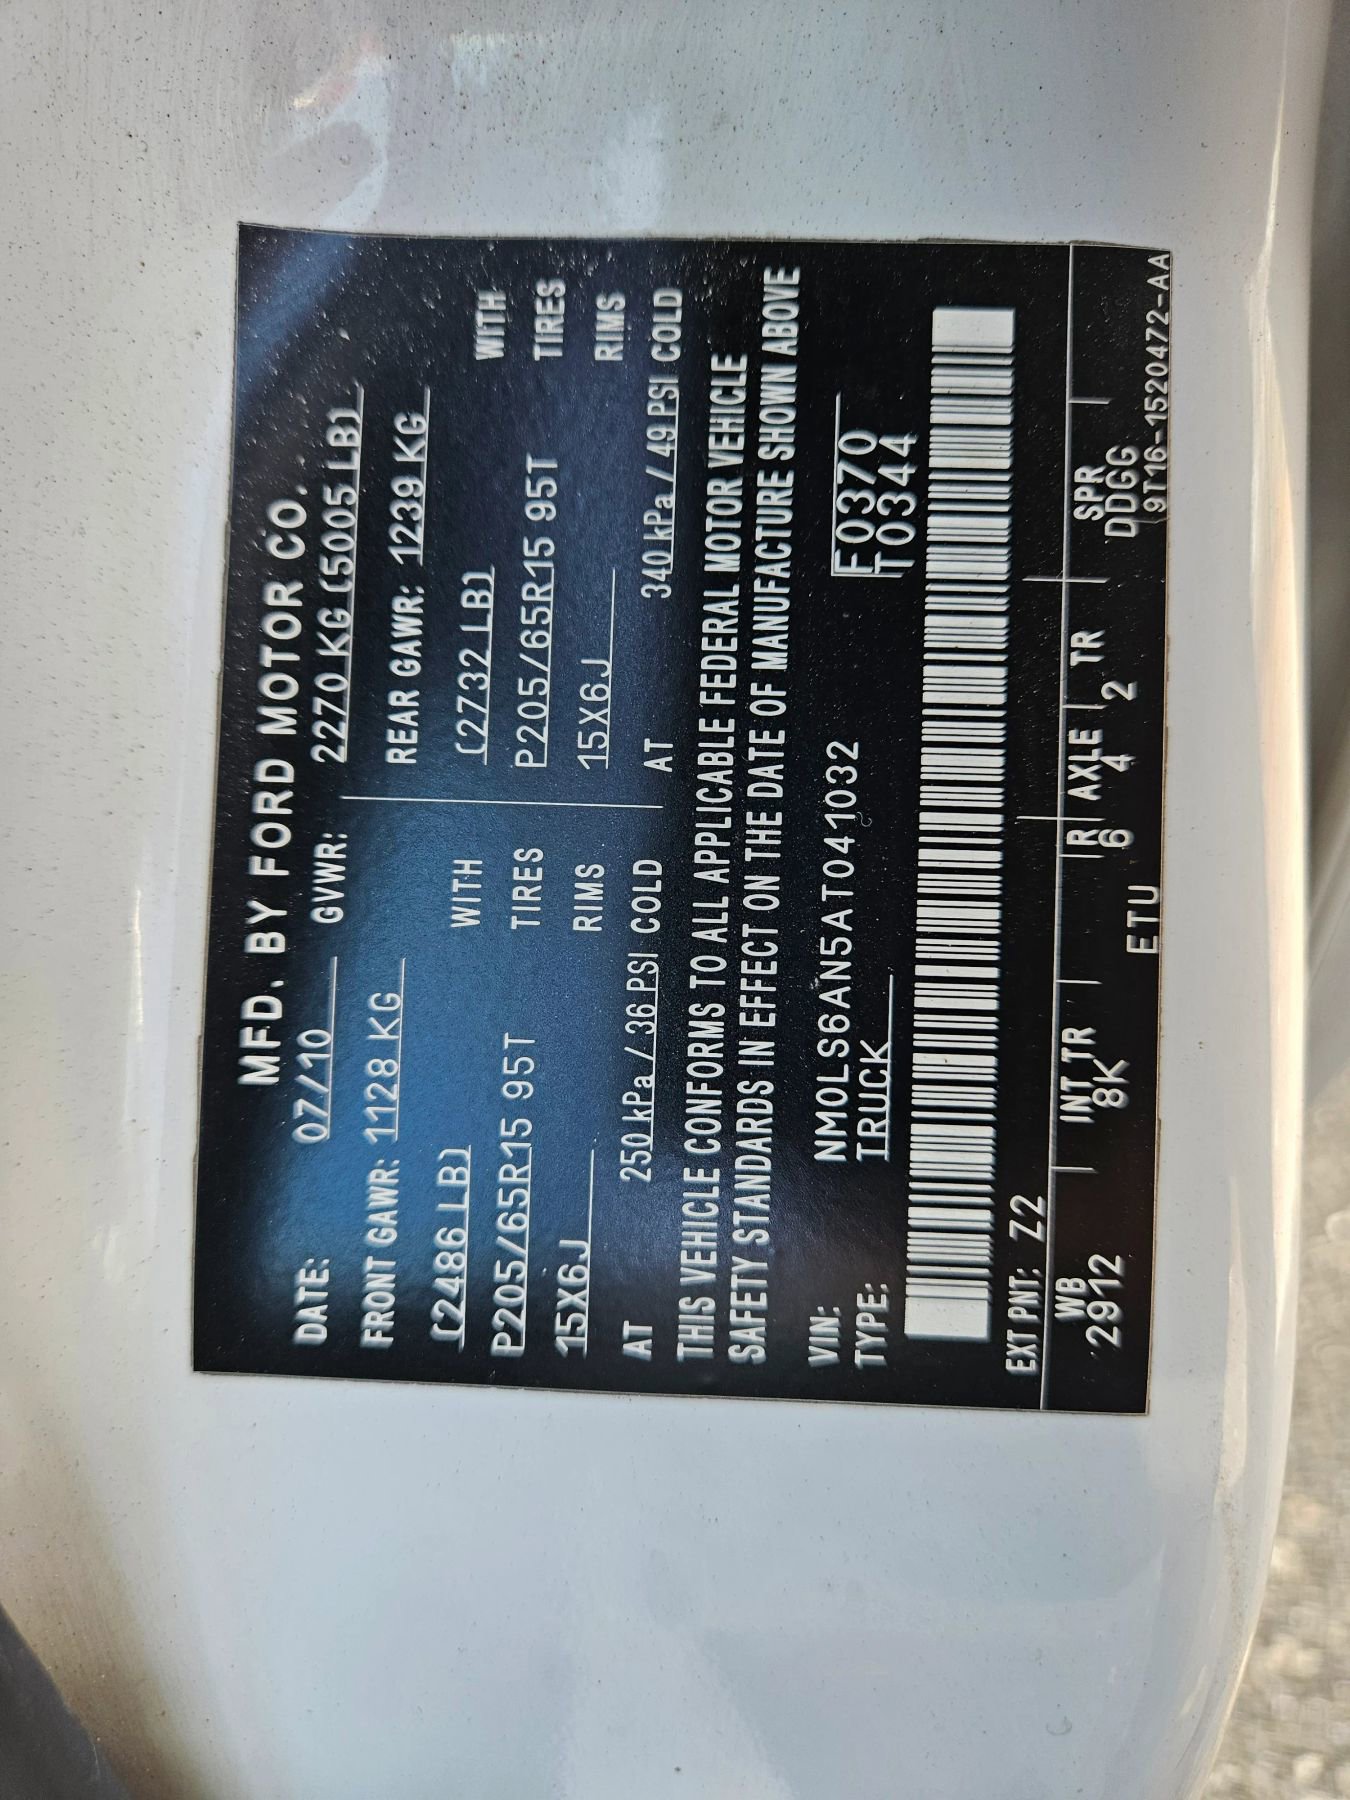 MFD. BY FORD MOTOR CO.
DATE: 07/10 GVWR: 2270 KG (5005 LB)
FRONT GAWR: 1128 KG REAR GAWR: 1239 KG
(2486 LB) WITH (2732 LB) WITH
P205/65R15 95T TIRES P205/65R15 95T TIRES
15X6J RIMS 15X6J RIMS
AT 250 kPa / 36 PSI COLD AT 340 kPa / 49 PSI COLD
THIS VEHICLE CONFORMS TO ALL APPLICABLE FEDERAL MOTOR VEHICLE
SAFETY STANDARDS IN EFFECT ON THE DATE OF MANUFACTURE SHOWN ABOVE
VIN: NM0LS6AN5AT041032 F0370
TYPE: TRUCK T0344
EXT PNT: Z2
WB INT TR R AXLE TR SPR
2912 8K 6 4 2 DDGG
ETU 9T16-1520472-AA